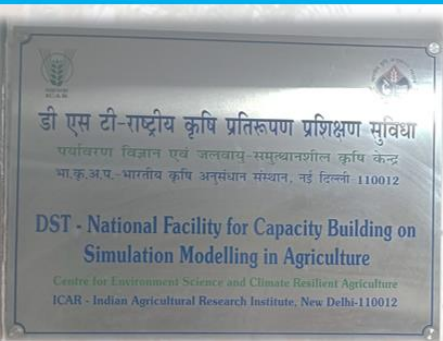 ICAR
डी एस टी-राष्ट्रीय कृषि प्रतिरूपण प्रशिक्षण सुविधा
पर्यावरण विज्ञान एवं जलवायु-समुत्थानशील कृषि केन्द्र
भा.कृ.अ.प.-भारतीय कृषि अनुसंधान संस्थान, नई दिल्ली-110012
DST - National Facility for Capacity Building on
Simulation Modelling in Agriculture
Centre for Environment Science and Climate Resilient Agriculture
ICAR - Indian Agricultural Research Institute, New Delhi-110012